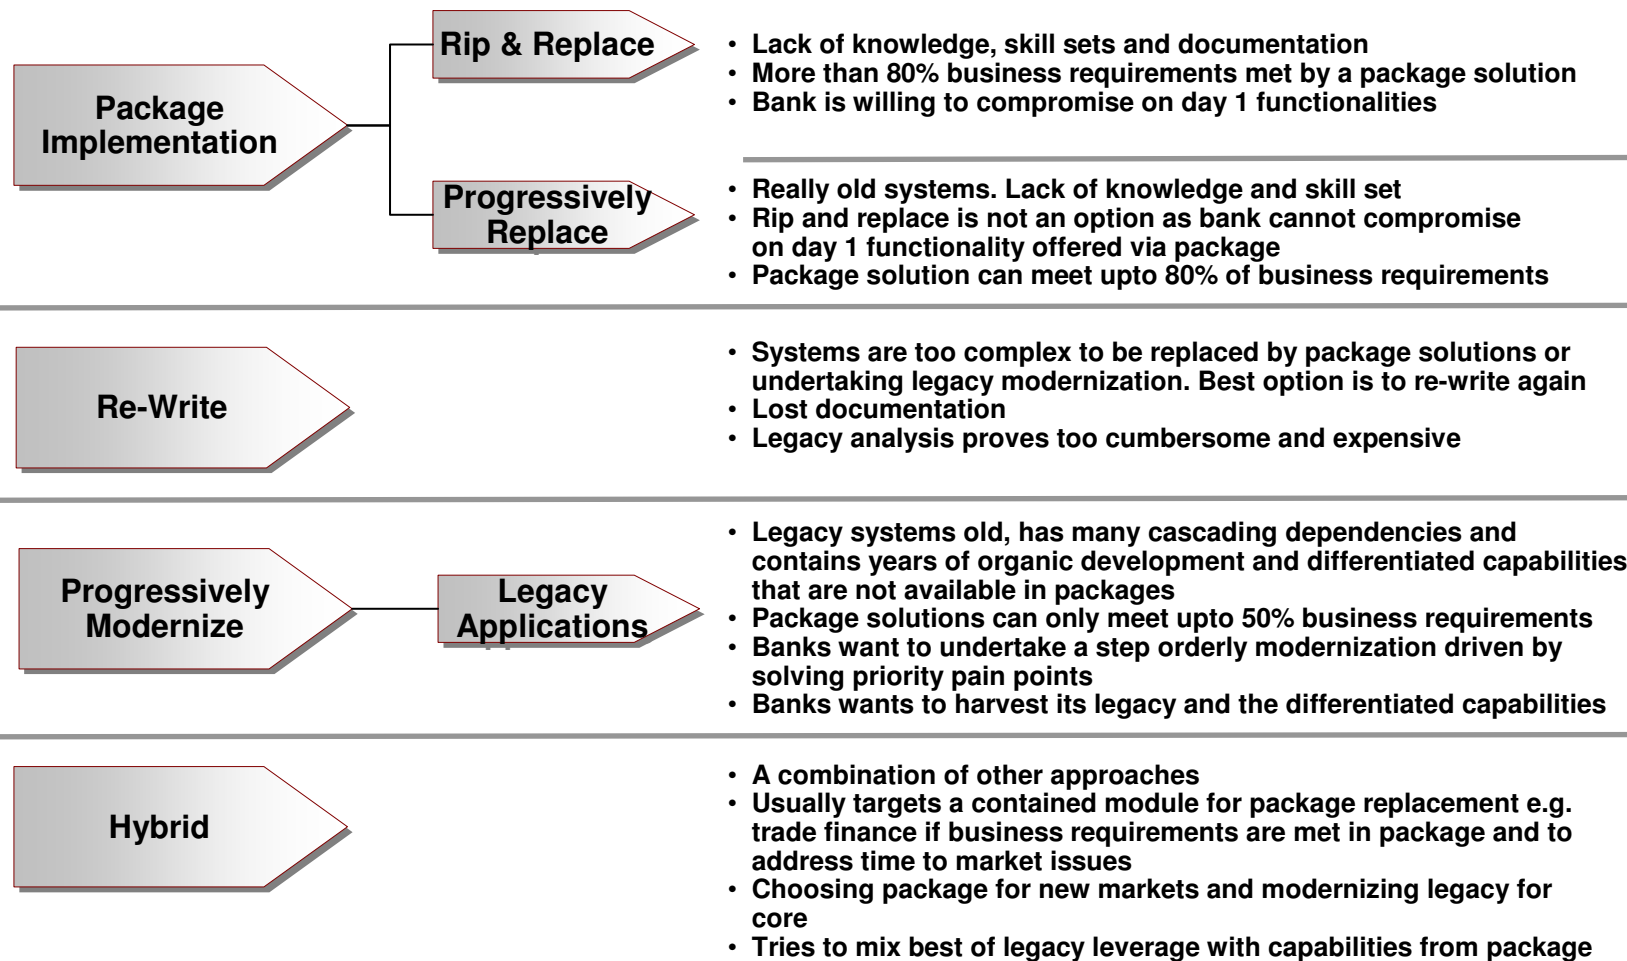 Package
Implementation
Rip & Replace
• Lack of knowledge, skill sets and documentation
• More than 80% business requirements met by a package solution
• Bank is willing to compromise on day 1 functionalities
Progressively
Replace
• Really old systems. Lack of knowledge and skill set
• Rip and replace is not an option as bank cannot compromise
on day 1 functionality offered via package
• Package solution can meet upto 80% of business requirements
Re-Write
• Systems are too complex to be replaced by package solutions or
undertaking legacy modernization. Best option is to re-write again
• Lost documentation
• Legacy analysis proves too cumbersome and expensive
Progressively
Modernize
Legacy
Applications
• Legacy systems old, has many cascading dependencies and
contains years of organic development and differentiated capabilities
that are not available in packages
• Package solutions can only meet upto 50% business requirements
• Banks want to undertake a step orderly modernization driven by
solving priority pain points
• Banks wants to harvest its legacy and the differentiated capabilities
Hybrid
• A combination of other approaches
• Usually targets a contained module for package replacement e.g.
trade finance if business requirements are met in package and to
address time to market issues
• Choosing package for new markets and modernizing legacy for
core
• Tries to mix best of legacy leverage with capabilities from package